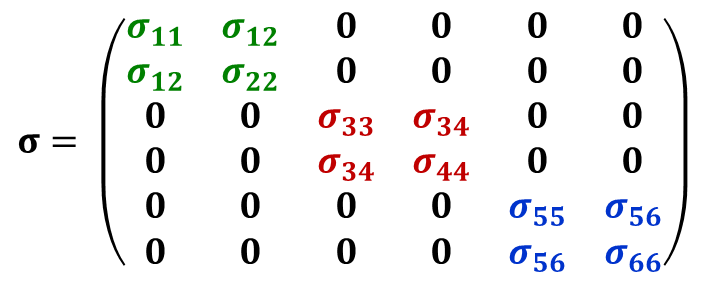 σ₁₁ σ₁₂ 0 0 0 0
σ₁₂ σ₂₂ 0 0 0 0
0 0 σ₃₃ σ₃₄ 0 0
σ =
0 0 σ₃₄ σ₄₄ 0 0
0 0 0 0 σ₅₅ σ₅₆
0 0 0 0 σ₅₆ σ₆₆